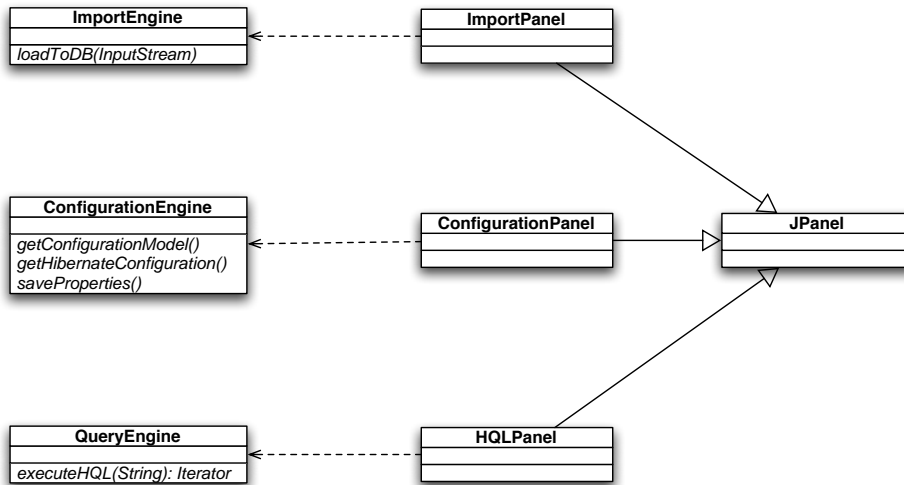 ImportEngine
loadToDB(InputStream)
ImportPanel
ConfigurationEngine
getConfigurationModel()
getHibernateConfiguration()
saveProperties()
ConfigurationPanel
JPanel
QueryEngine
executeHQL(String): Iterator
HQLPanel